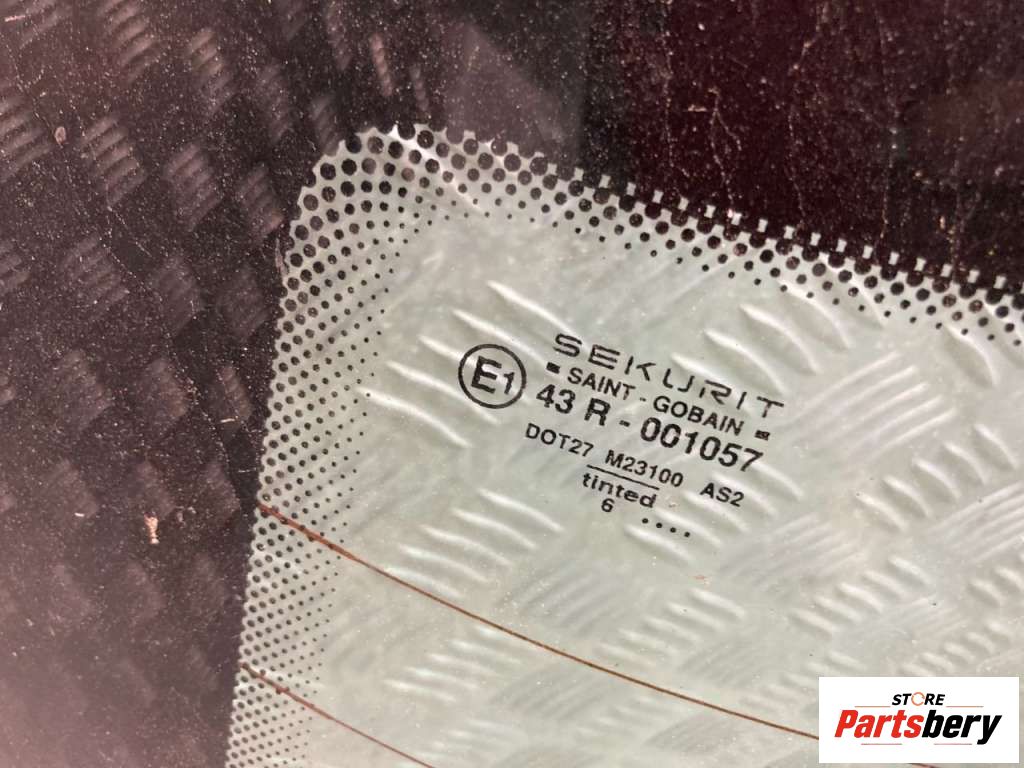 SEKURIT
SAINT - GOBAIN
E1
43 R - 001057
DOT27 M23100 AS2
tinted
6 ....
STORE
Partsbery